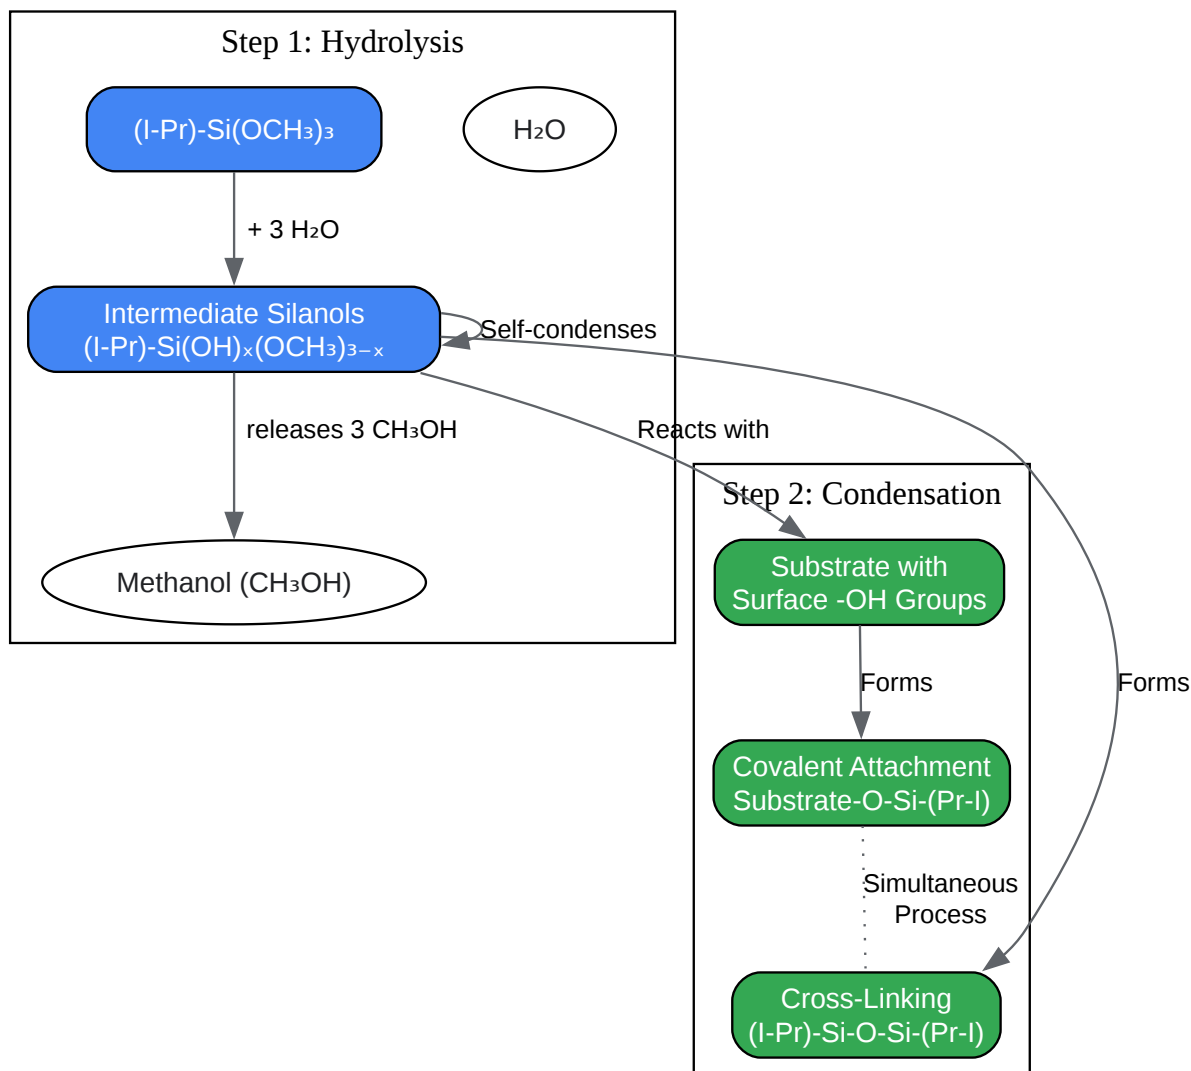 Step 1: Hydrolysis
(I-Pr)-Si(OCH₃)₃
H₂O
+ 3 H₂O
Intermediate Silanols
(I-Pr)-Si(OH)ₓ(OCH₃)₃₋ₓ
Self-condenses
releases 3 CH₃OH
Reacts with
Methanol (CH₃OH)
Step 2: Condensation
Substrate with
Surface -OH Groups
Forms
Forms
Covalent Attachment
Substrate-O-Si-(Pr-I)
Simultaneous
Process
Cross-Linking
(I-Pr)-Si-O-Si-(Pr-I)